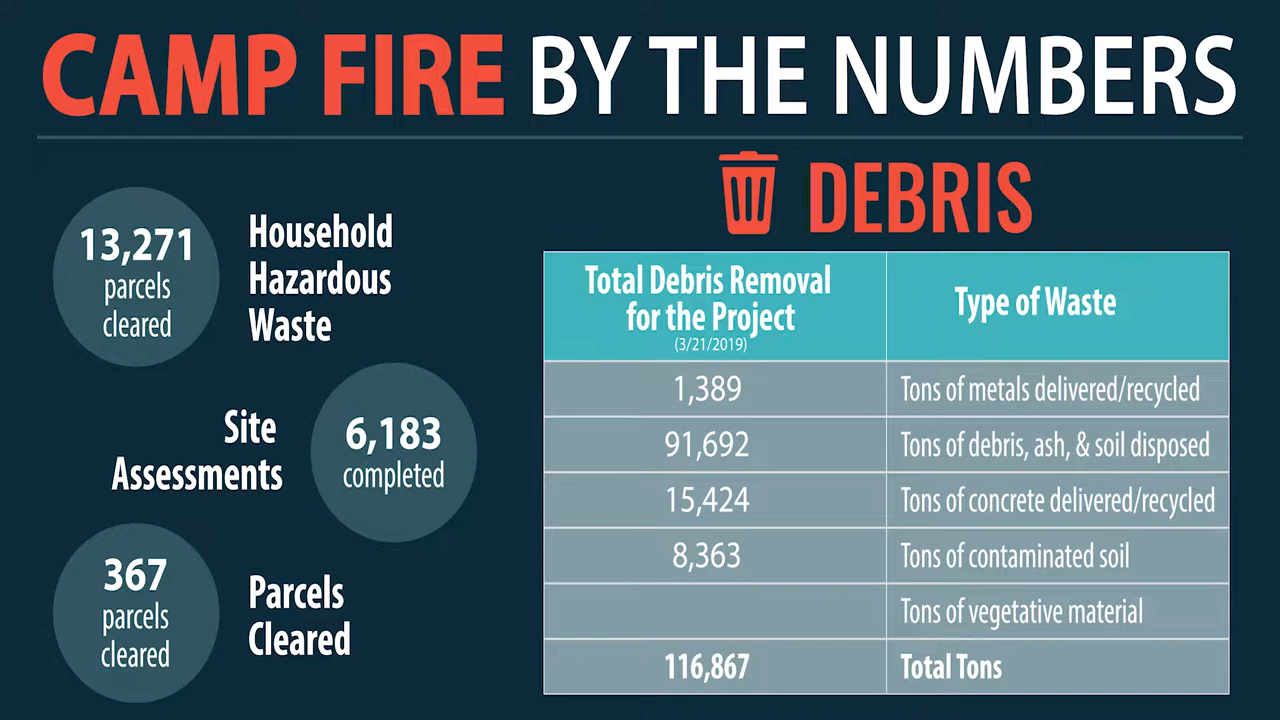 CAMP FIRE BY THE NUMBERS
13,271
parcels
cleared
Household
Hazardous
Waste
Site
Assessments
6,183
completed
367
parcels
cleared
Parcels
Cleared
DEBRIS
Total Debris Removal
for the Project
(3/21/2019)
Type of Waste
1,389 Tons of metals delivered/recycled
91,692 Tons of debris, ash, & soil disposed
15,424 Tons of concrete delivered/recycled
8,363 Tons of contaminated soil
Tons of vegetative material
116,867 Total Tons